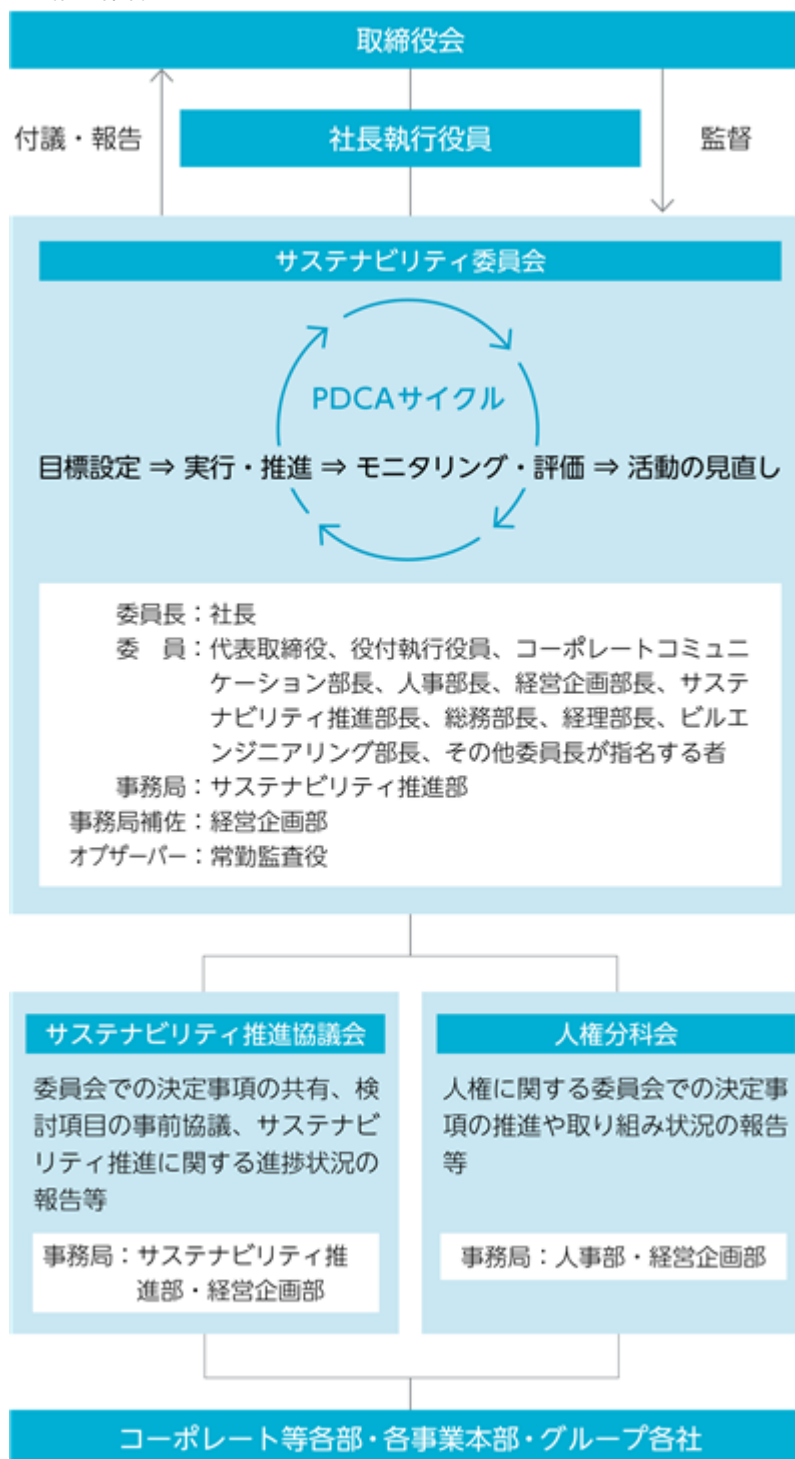 取締役会
付議・報告
社長執行役員
監督
サステナビリティ委員会
PDCAサイクル
目標設定 ⇒ 実行・推進 ⇒ モニタリング・評価 ⇒ 活動の見直し
委員長：社長
委　員：代表取締役、役付執行役員、コーポレートコミュニ
ケーション部長、人事部長、経営企画部長、サステ
ナビリティ推進部長、総務部長、経理部長、ビルエ
ンジニアリング部長、その他委員長が指名する者
事務局：サステナビリティ推進部
事務局補佐：経営企画部
オブザーバー：常勤監査役
サステナビリティ推進協議会
委員会での決定事項の共有、検
討項目の事前協議、サステナビ
リティ推進に関する進捗状況の
報告等
事務局：サステナビリティ推
進部・経営企画部
人権分科会
人権に関する委員会での決定事
項の推進や取り組み状況の報告
等
事務局：人事部・経営企画部
コーポレート等各部・各事業本部・グループ各社